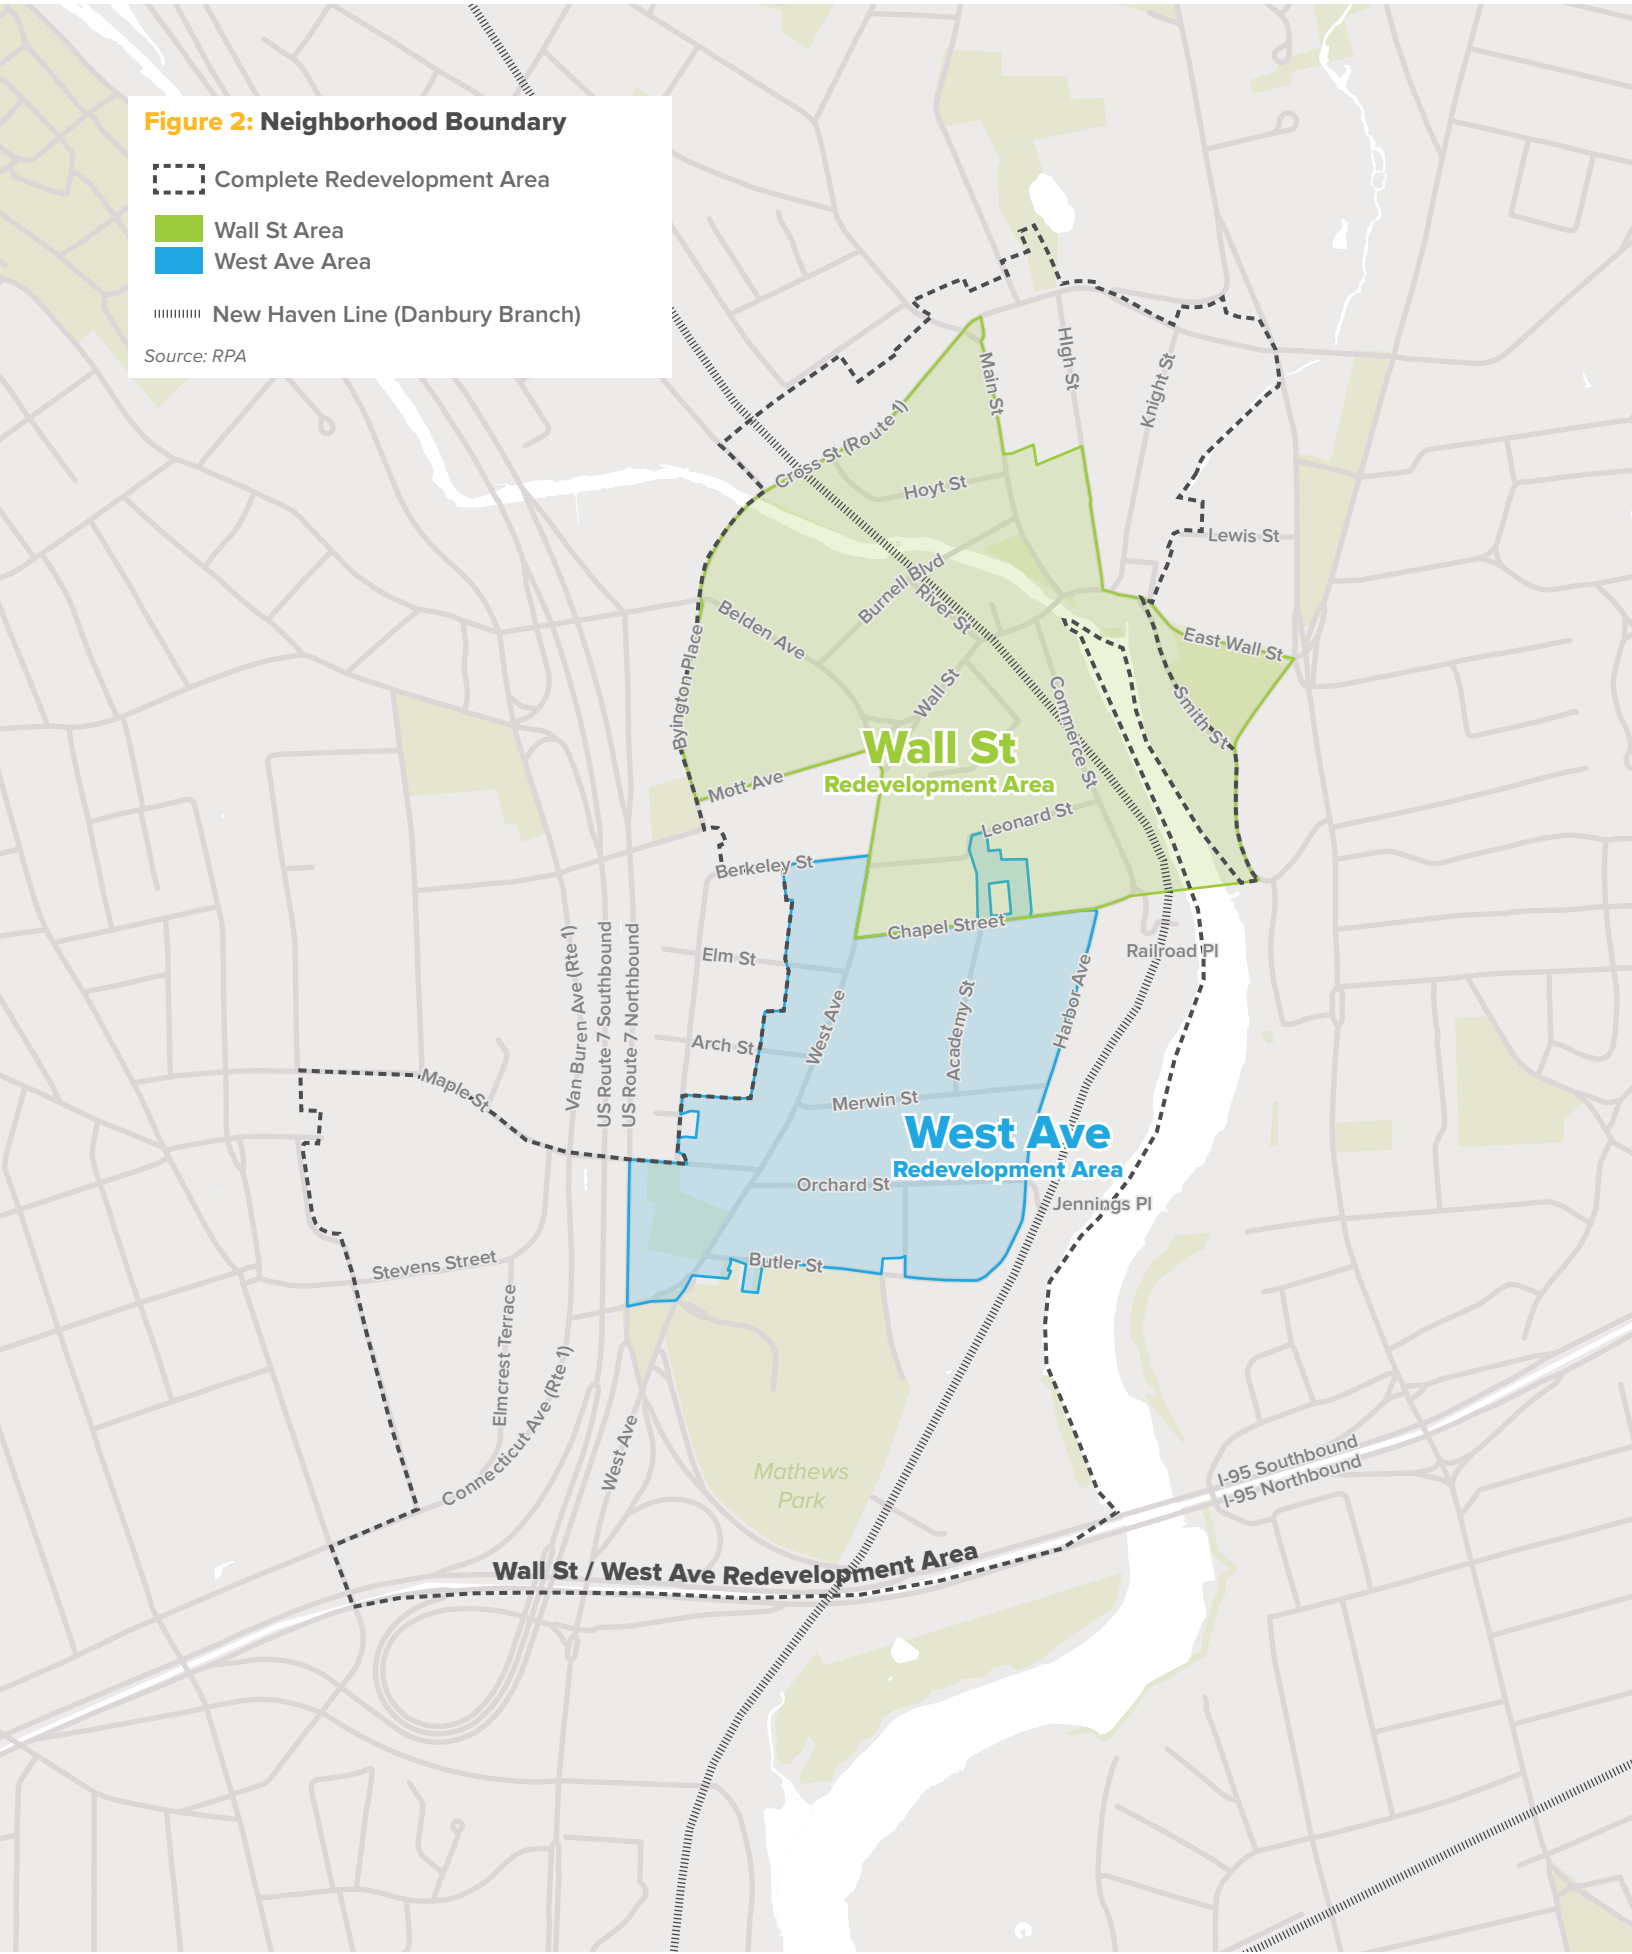 Figure 2: Neighborhood Boundary
Complete Redevelopment Area
Wall St Area
West Ave Area
New Haven Line (Danbury Branch)
Source: RPA
Main St
HIgh St
Knight St
Cross St (Route 1)
Hoyt St
Lewis St
Burnell Blvd
River St
Belden Ave
East Wall St
Byington Place
Wall St
Commerce St
Smith St
Wall St
Redevelopment Area
Mott Ave
Leonard St
Berkeley St
Chapel Street
Railroad Pl
Elm St
Van Buren Ave (Rte 1)
US Route 7 Southbound
US Route 7 Northbound
West Ave
Academy St
Harbor Ave
Arch St
Maple St
Merwin St
West Ave
Redevelopment Area
Orchard St
Jennings Pl
Stevens Street
Butler St
Elmcrest Terrace
Connecticut Ave (Rte 1)
West Ave
Mathews
Park
I-95 Southbound
I-95 Northbound
Wall St / West Ave Redevelopment Area